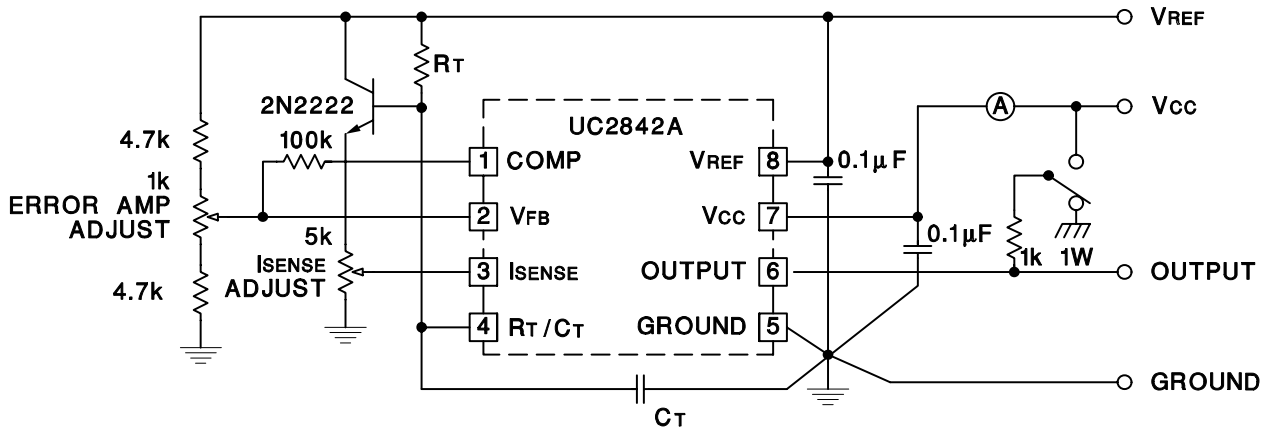 VREF
RT
2N2222
A
VCC
UC2842A
4.7k
100k
1 COMP
VREF 8
0.1µF
1k
ERROR AMP
ADJUST
2 VFB
VCC 7
0.1µF
5k
ISENSE
ADJUST
3 ISENSE
OUTPUT 6
1k
1W
OUTPUT
4.7k
4 RT/CT
GROUND 5
GROUND
CT